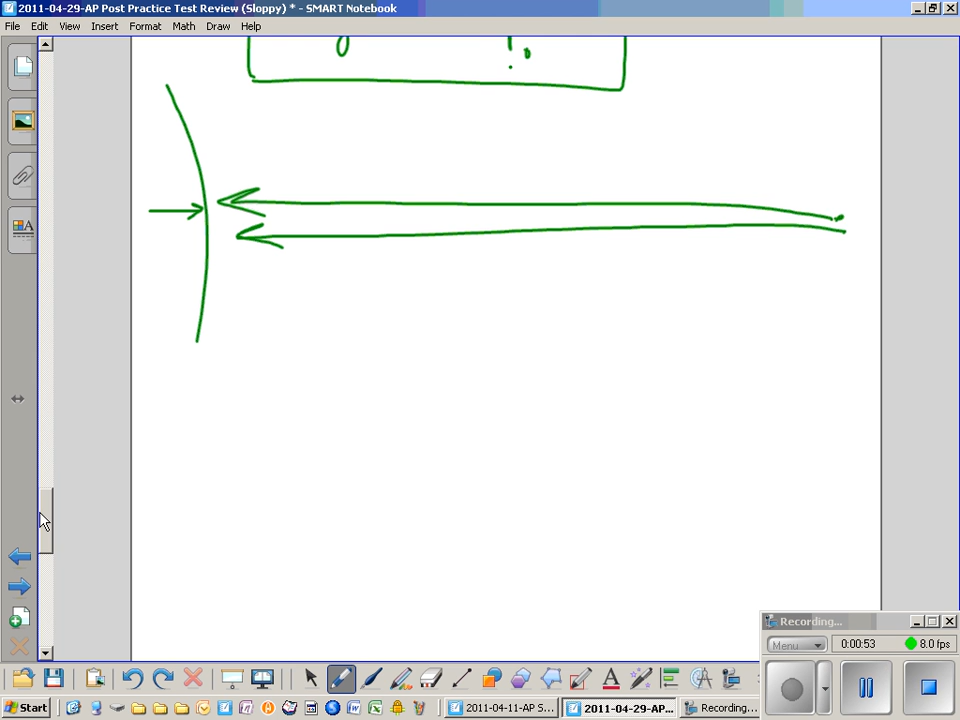 2011-04-29-AP Post Practice Test Review (Sloppy) * - SMART Notebook
File Edit View Insert Format Math Draw Help
Recording...
Menu 0:00:53 8.0 fps
A
Start 2011-04-11-AP S... 2011-04-29-AP... Recording...